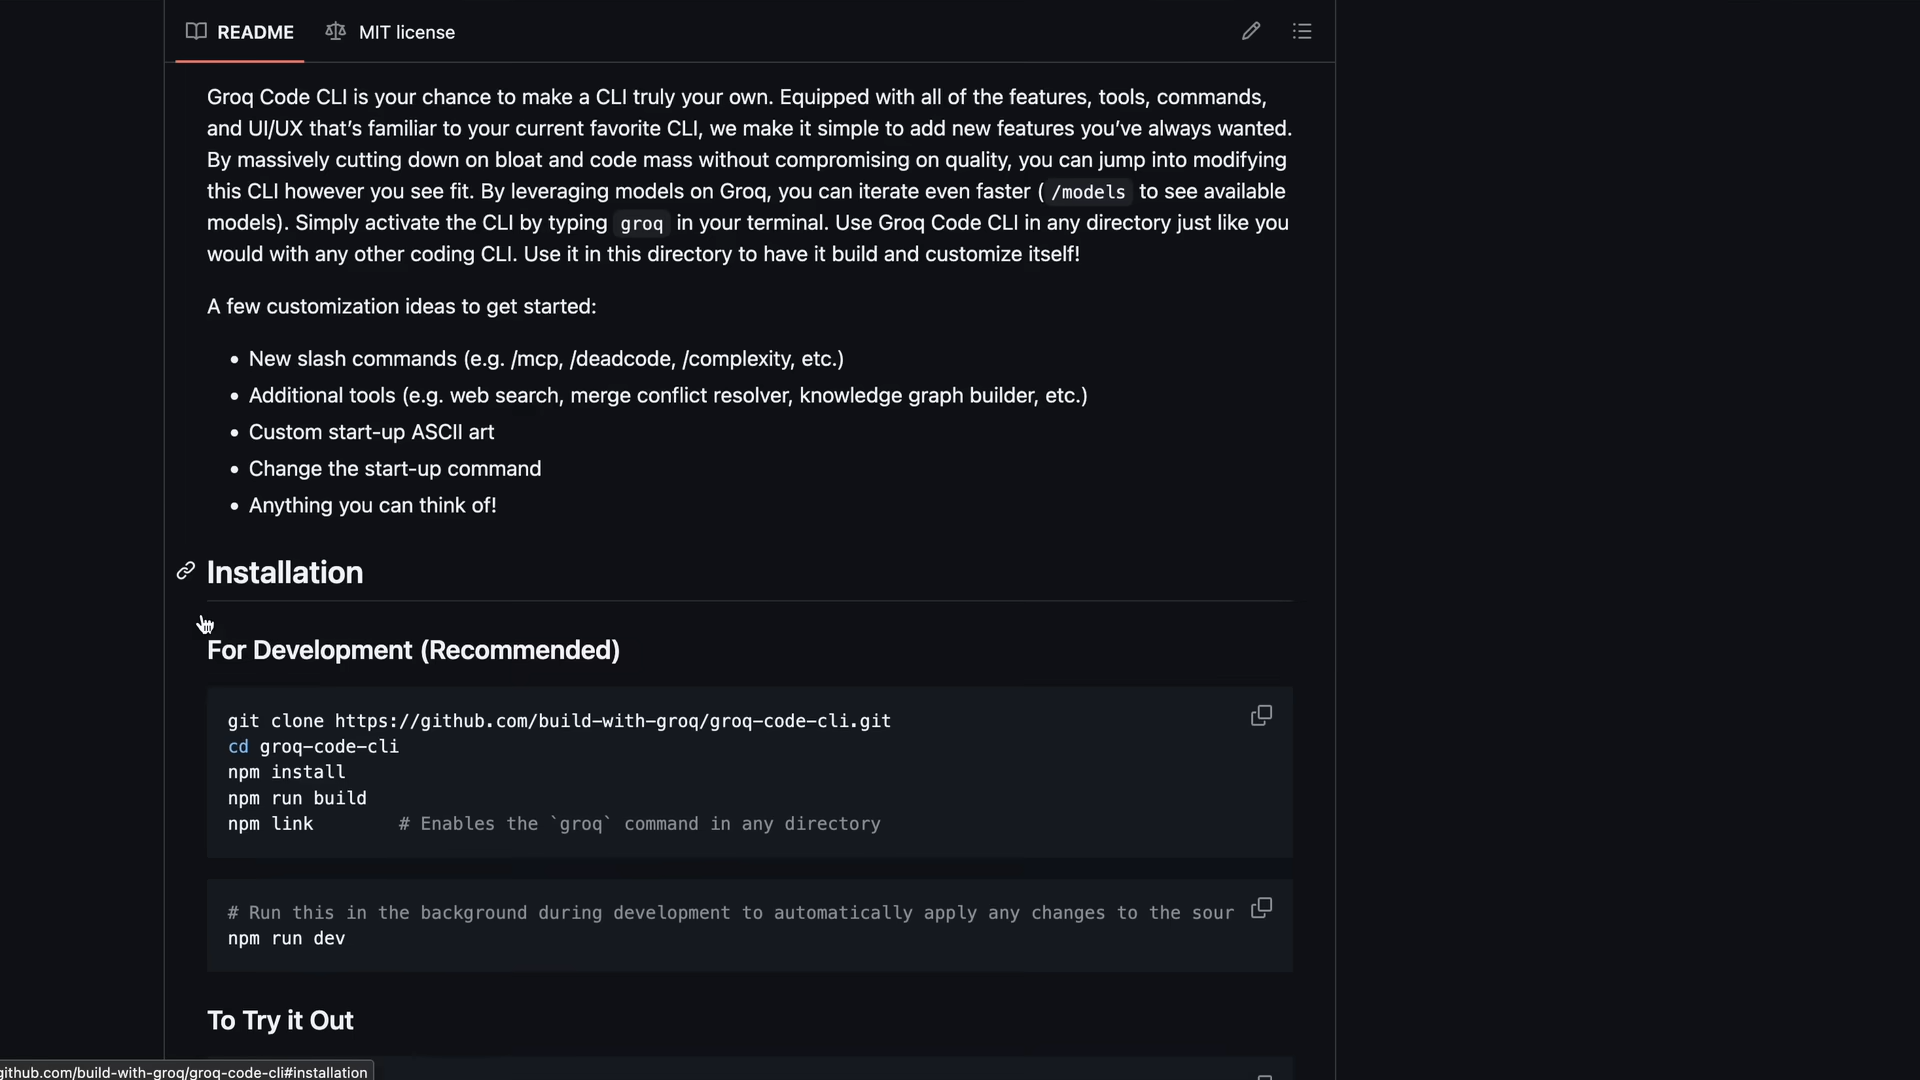 README MIT license
Groq Code CLI is your chance to make a CLI truly your own. Equipped with all of the features, tools, commands,
and UI/UX that’s familiar to your current favorite CLI, we make it simple to add new features you’ve always wanted.
By massively cutting down on bloat and code mass without compromising on quality, you can jump into modifying
this CLI however you see fit. By leveraging models on Groq, you can iterate even faster ( /models to see available
models). Simply activate the CLI by typing groq in your terminal. Use Groq Code CLI in any directory just like you
would with any other coding CLI. Use it in this directory to have it build and customize itself!
A few customization ideas to get started:
• New slash commands (e.g. /mcp, /deadcode, /complexity, etc.)
• Additional tools (e.g. web search, merge conflict resolver, knowledge graph builder, etc.)
• Custom start-up ASCII art
• Change the start-up command
• Anything you can think of!
Installation
For Development (Recommended)
git clone https://github.com/build-with-groq/groq-code-cli.git
cd groq-code-cli
npm install
npm run build
npm link        # Enables the `groq` command in any directory
# Run this in the background during development to automatically apply any changes to the sour
npm run dev
To Try it Out
github.com/build-with-groq/groq-code-cli#installation